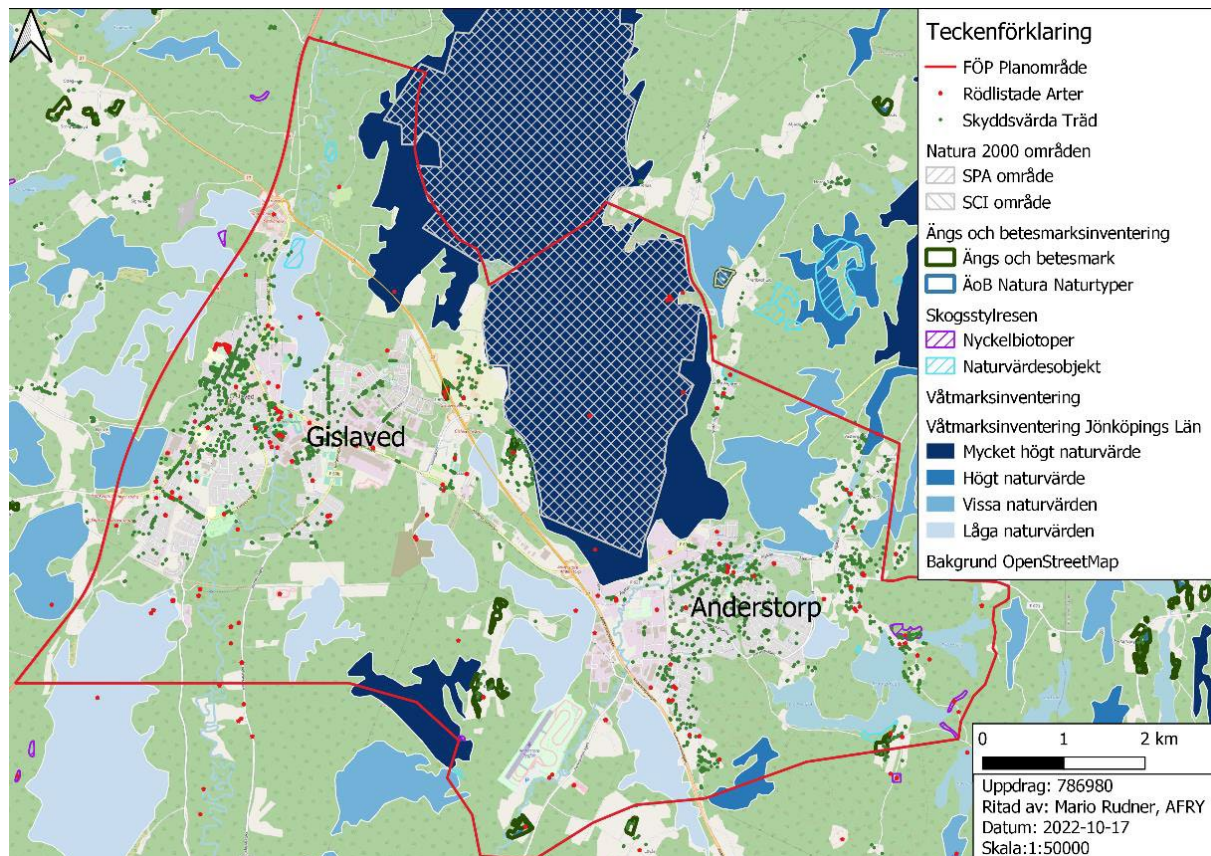 Teckenförklaring
FÖP Planområde
Rödlistade Arter
Skyddsvärda Träd
Natura 2000 områden
SPA område
SCI område
Ängs och betesmarksinventering
Ängs och betesmark
ÄoB Natura Naturtyper
Skogsstylresen
Nyckelbiotoper
Naturvärdesobjekt
Våtmarksinventering
Våtmarksinventering Jönköpings Län
Mycket högt naturvärde
Högt naturvärde
Vissa naturvärden
Låga naturvärden
Bakgrund OpenStreetMap
Gislaved
Anderstorp
0 1 2 km
Uppdrag: 786980
Ritad av: Mario Rudner, AFRY
Datum: 2022-10-17
Skala:1:50000